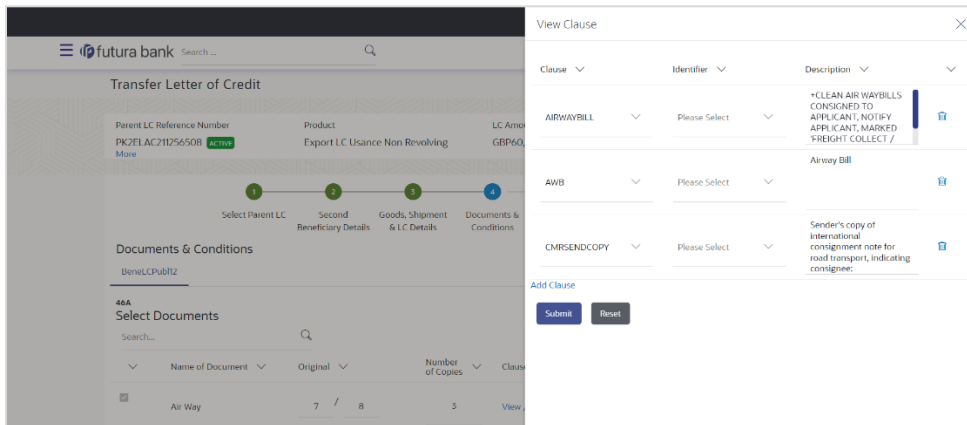 futura bank Search ...
Transfer Letter of Credit
Parent LC Reference Number Product LC Amou
PK2ELAC211256508 ACTIVE Export LC Usance Non Revolving GBP60,
More
1 2 3 4
Select Parent LC Second Goods, Shipment Documents &
Beneficiary Details & LC Details Conditions
Documents & Conditions
BeneLCPubl12
46A
Select Documents
Search...
Name of Document Original Number of Copies Claus
Air Way 7 / 8 3 View /
View Clause
Clause Identifier Description
AIRWAYBILL Please Select +CLEAN AIR WAYBILLS
CONSIGNED TO
APPLICANT, NOTIFY
APPLICANT, MARKED
'FREIGHT COLLECT /
AWB Please Select Airway Bill
CMRSENDCOPY Please Select Sender's copy of
international
consignment note for
road transport, indicating
consignee:
Add Clause
Submit Reset